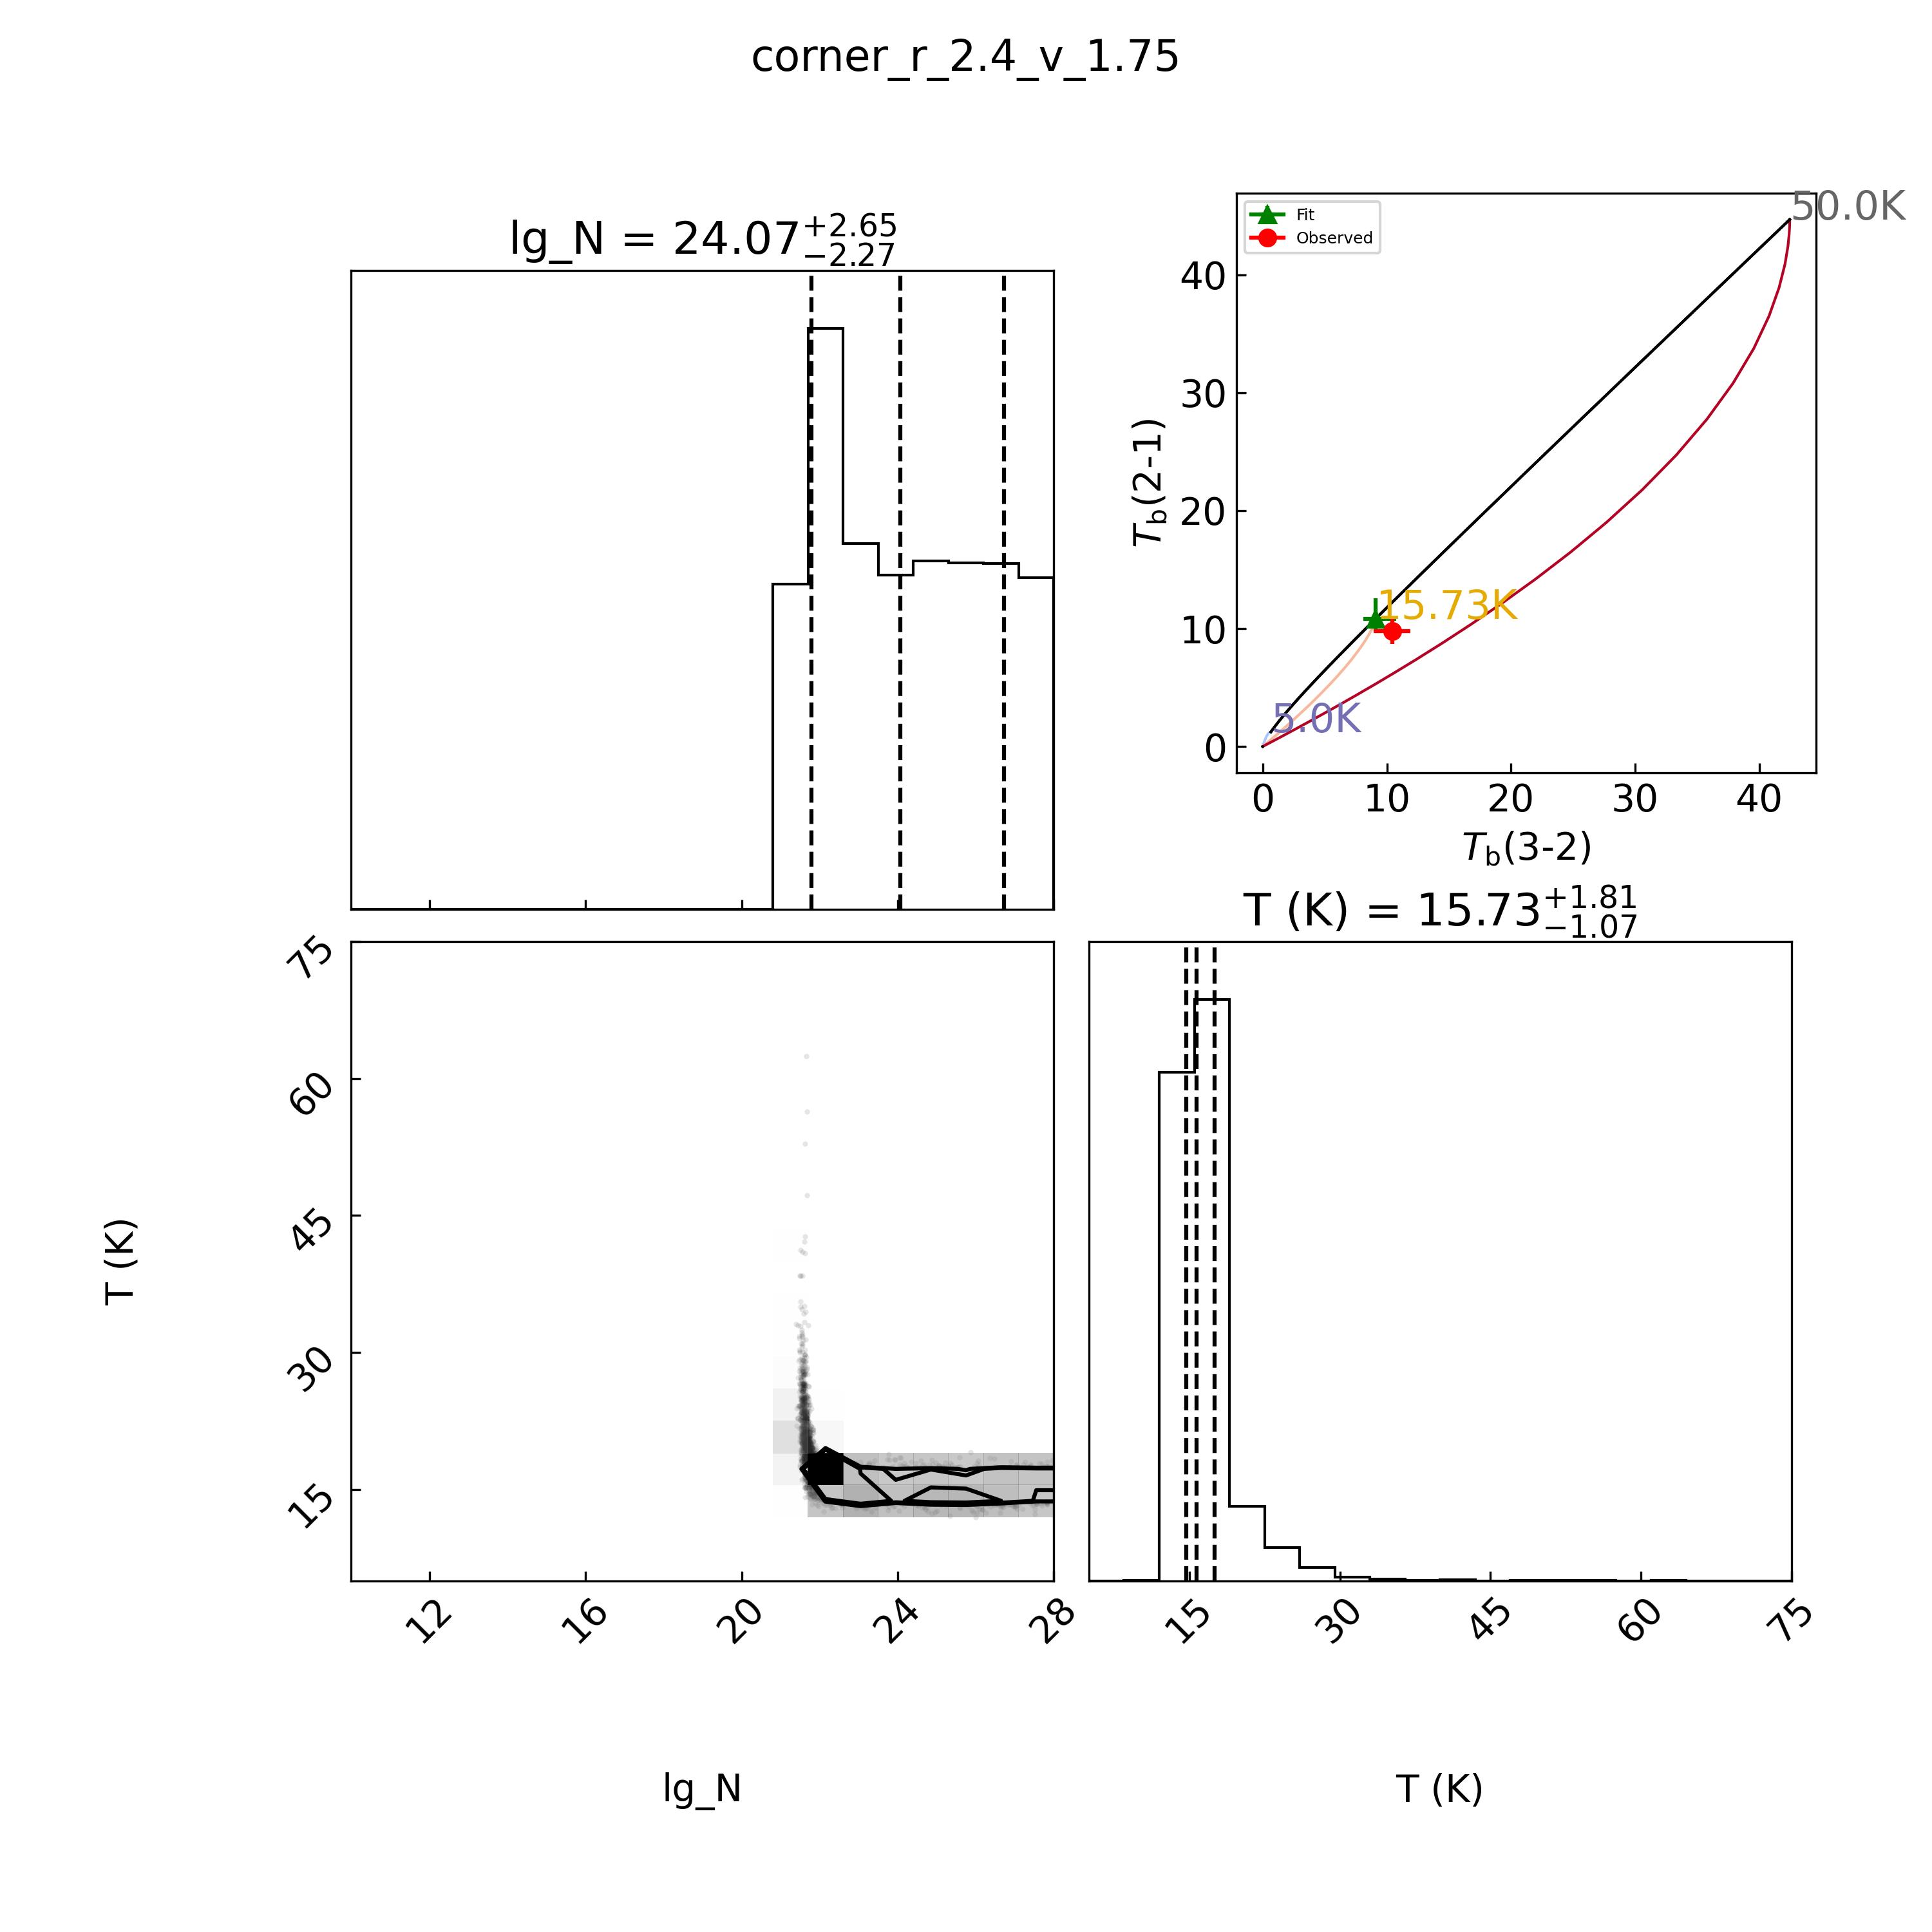 corner_r_2.4_v_1.75
lg_N = 24.07 +2.65 −2.27
50.0K
Fit
Observed
40
30
20
10
0
T_b(2-1)
15.73K
5.0K
0 10 20 30 40
T_b(3-2)
T (K) = 15.73 +1.81 −1.07
75
60
45
30
15
T (K)
12 16 20 24 28
15 30 45 60 75
lg_N
T (K)